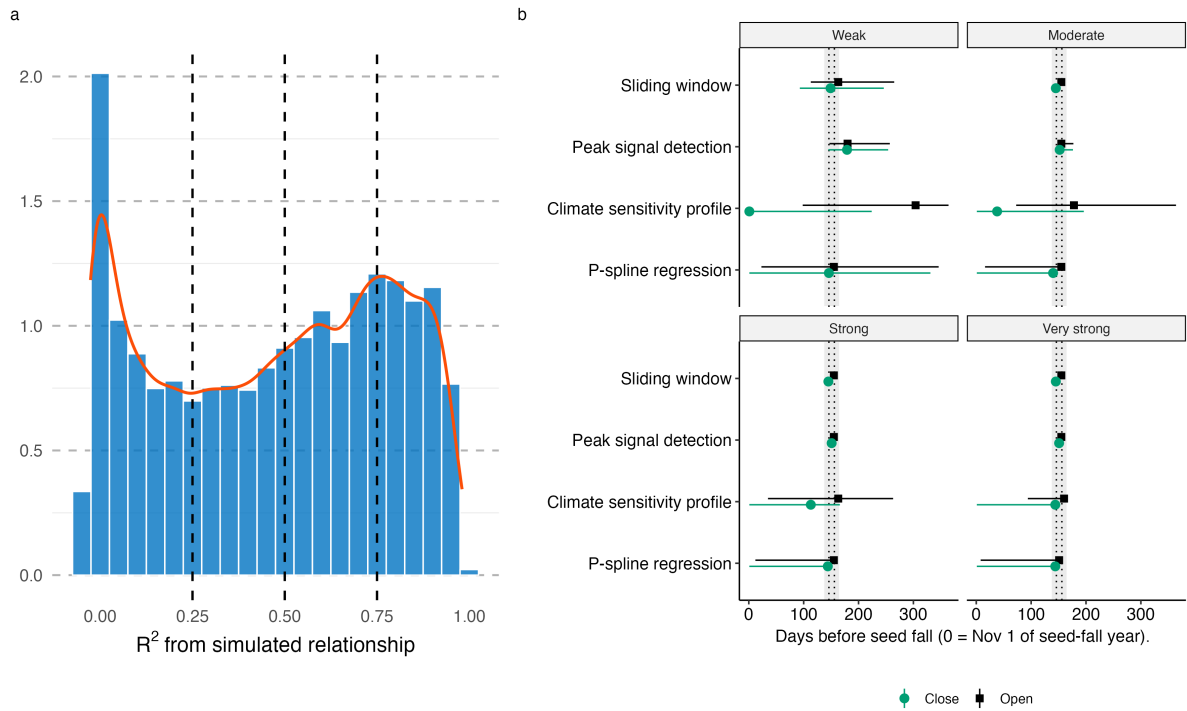 a
2.0
1.5
1.0
0.5
0.0
0.00 0.25 0.50 0.75 1.00
R² from simulated relationship
b
Weak Moderate
Sliding window
Peak signal detection
Climate sensitivity profile
P-spline regression
Strong Very strong
Sliding window
Peak signal detection
Climate sensitivity profile
P-spline regression
0 100 200 300 0 100 200 300
Days before seed fall (0 = Nov 1 of seed-fall year).
Close Open